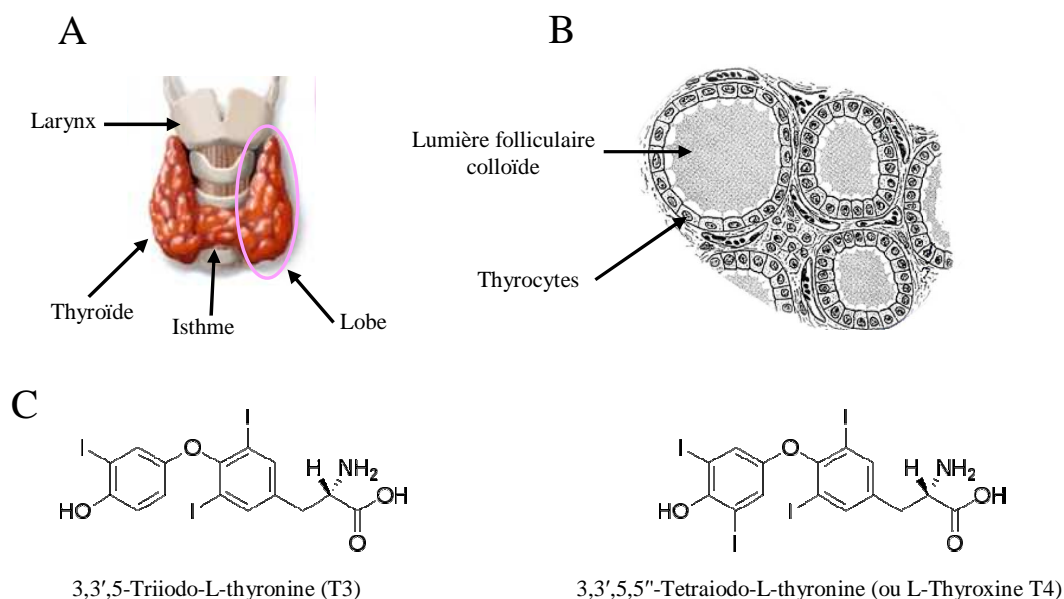 A
B
Larynx
Lumière folliculaire
colloïde
Thyrocytes
Thyroïde
Isthme
Lobe
C
I
I
I
O
H
NH2
OH
HO
O
I
I
I
I
O
H
NH2
OH
HO
O
3,3',5-Triiodo-L-thyronine (T3)
3,3',5,5"-Tetraiodo-L-thyronine (ou L-Thyroxine T4)